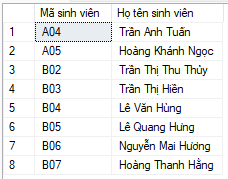 Mã sinh viên Họ tên sinh viên
1 A04 Trần Anh Tuấn
2 A05 Hoàng Khánh Ngọc
3 B02 Trần Thị Thu Thủy
4 B03 Trần Thị Hiền
5 B04 Lê Văn Hùng
6 B05 Lê Quang Hưng
7 B06 Nguyễn Mai Hương
8 B07 Hoàng Thanh Hằng